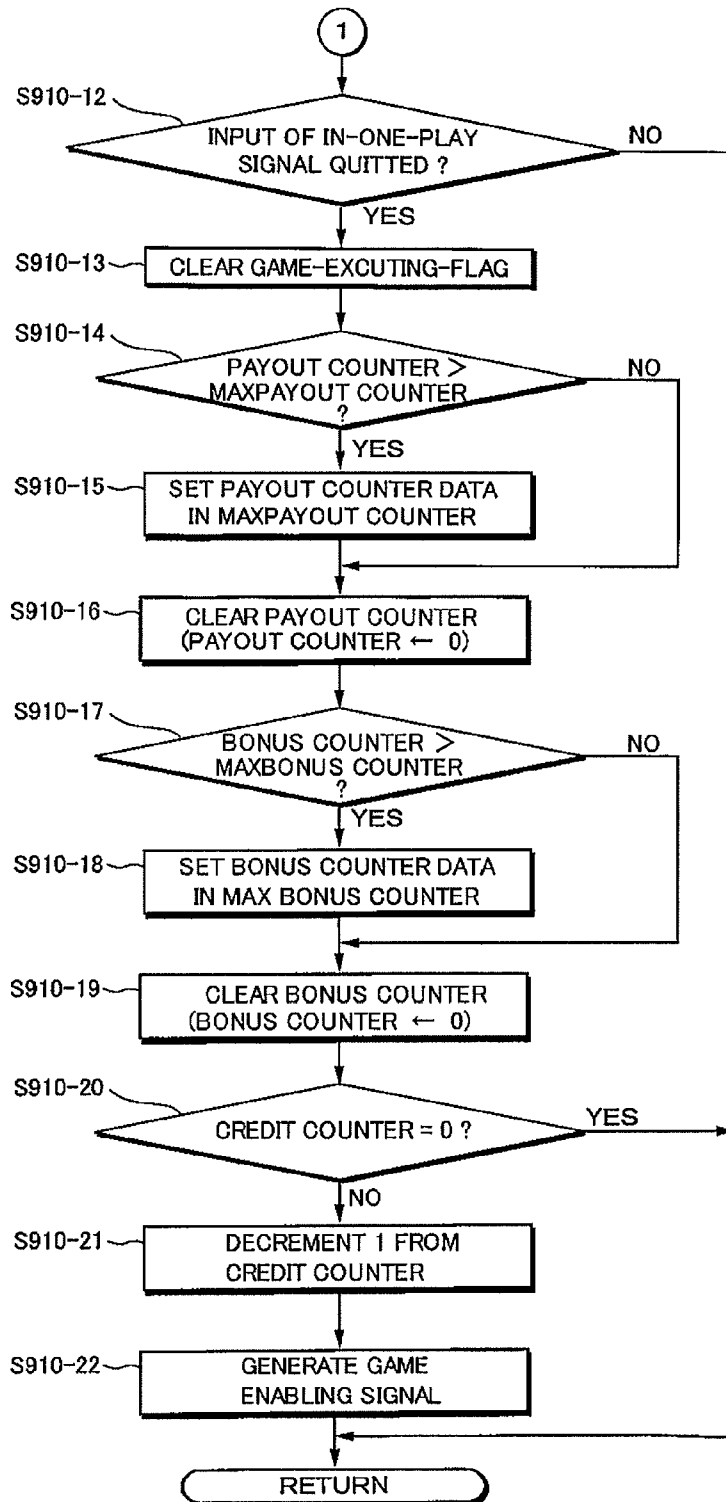 1
S910-12
INPUT OF IN-ONE-PLAY
SIGNAL QUITTED ?
NO
YES
S910-13
CLEAR GAME-EXCUTING-FLAG
S910-14
PAYOUT COUNTER >
MAXPAYOUT COUNTER
?
NO
YES
S910-15
SET PAYOUT COUNTER DATA
IN MAXPAYOUT COUNTER
S910-16
CLEAR PAYOUT COUNTER
(PAYOUT COUNTER ← 0)
S910-17
BONUS COUNTER >
MAXBONUS COUNTER
?
NO
YES
S910-18
SET BONUS COUNTER DATA
IN MAX BONUS COUNTER
S910-19
CLEAR BONUS COUNTER
(BONUS COUNTER ← 0)
S910-20
CREDIT COUNTER = 0 ?
YES
NO
S910-21
DECREMENT 1 FROM
CREDIT COUNTER
S910-22
GENERATE GAME
ENABLING SIGNAL
RETURN